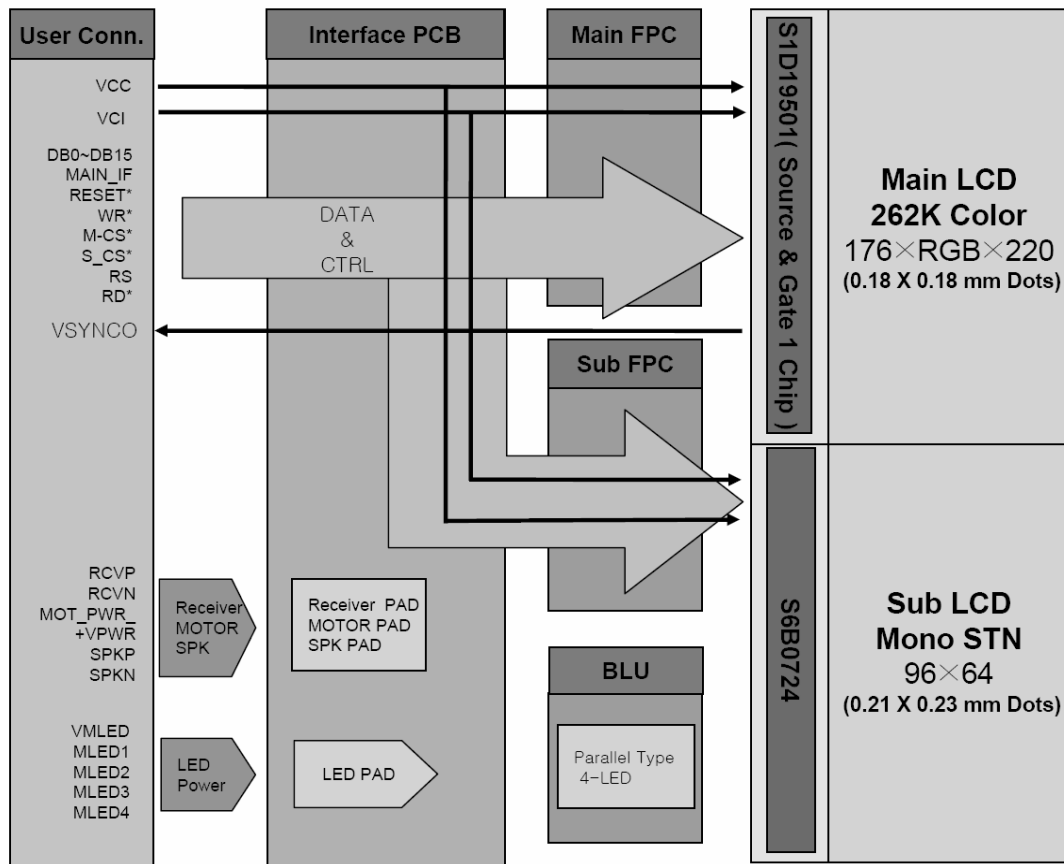 User Conn.
VCC
VCI
DB0~DB15
MAIN_IF
RESET*
WR*
M-CS*
S_CS*
RS
RD*
VSYNCO
RCVP
RCVN
MOT_PWR_
+VPWR
SPKP
SPKN
VMLED
MLED1
MLED2
MLED3
MLED4
Receiver
MOTOR
SPK
LED
Power
Interface PCB
DATA
&
CTRL
Receiver PAD
MOTOR PAD
SPK PAD
LED PAD
Main FPC
Sub FPC
BLU
Parallel Type
4-LED
S1D19501( Source & Gate 1 Chip )
S6B0724
Main LCD
262K Color
176×RGB×220
(0.18 X 0.18 mm Dots)
Sub LCD
Mono STN
96×64
(0.21 X 0.23 mm Dots)